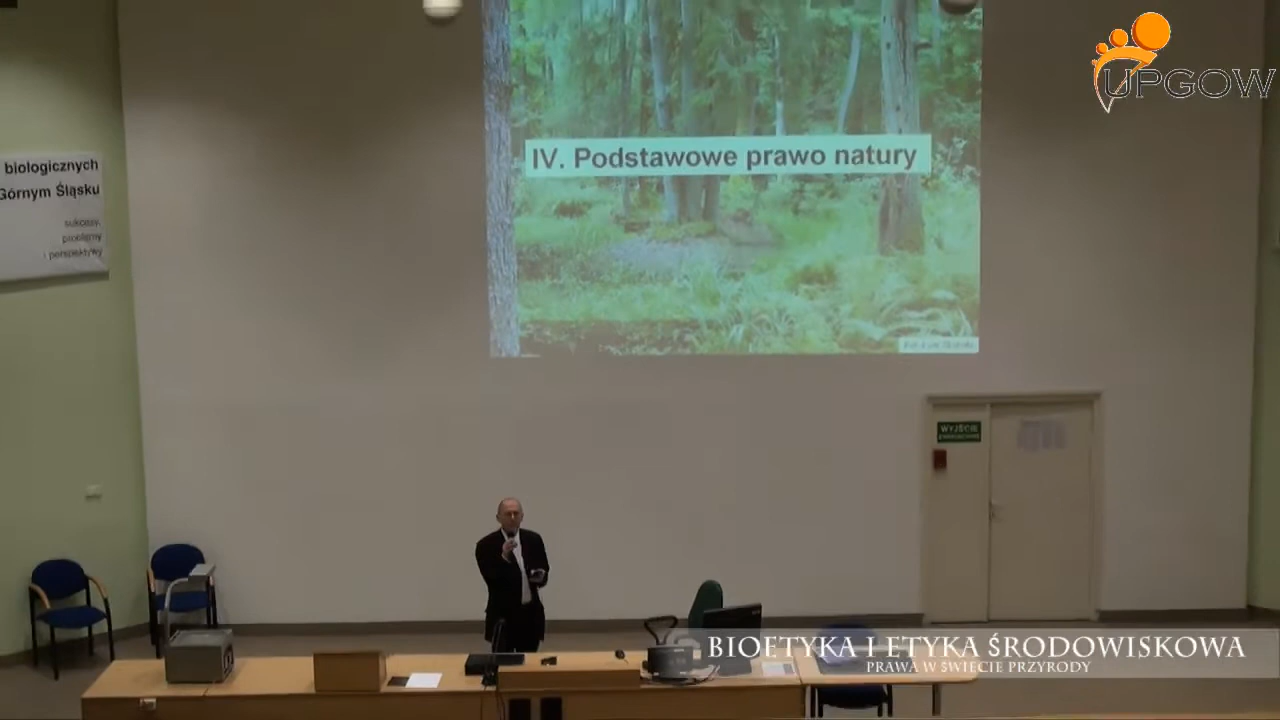 UPGOW
IV. Podstawowe prawo natury
biologicznych
Górnym Śląsku
sukcesy,
problemy
i perspektywy
WYJŚCIE
BIOETYKA I ETYKA ŚRODOWISKOWA
PRAWA W ŚWIECIE PRZYRODY